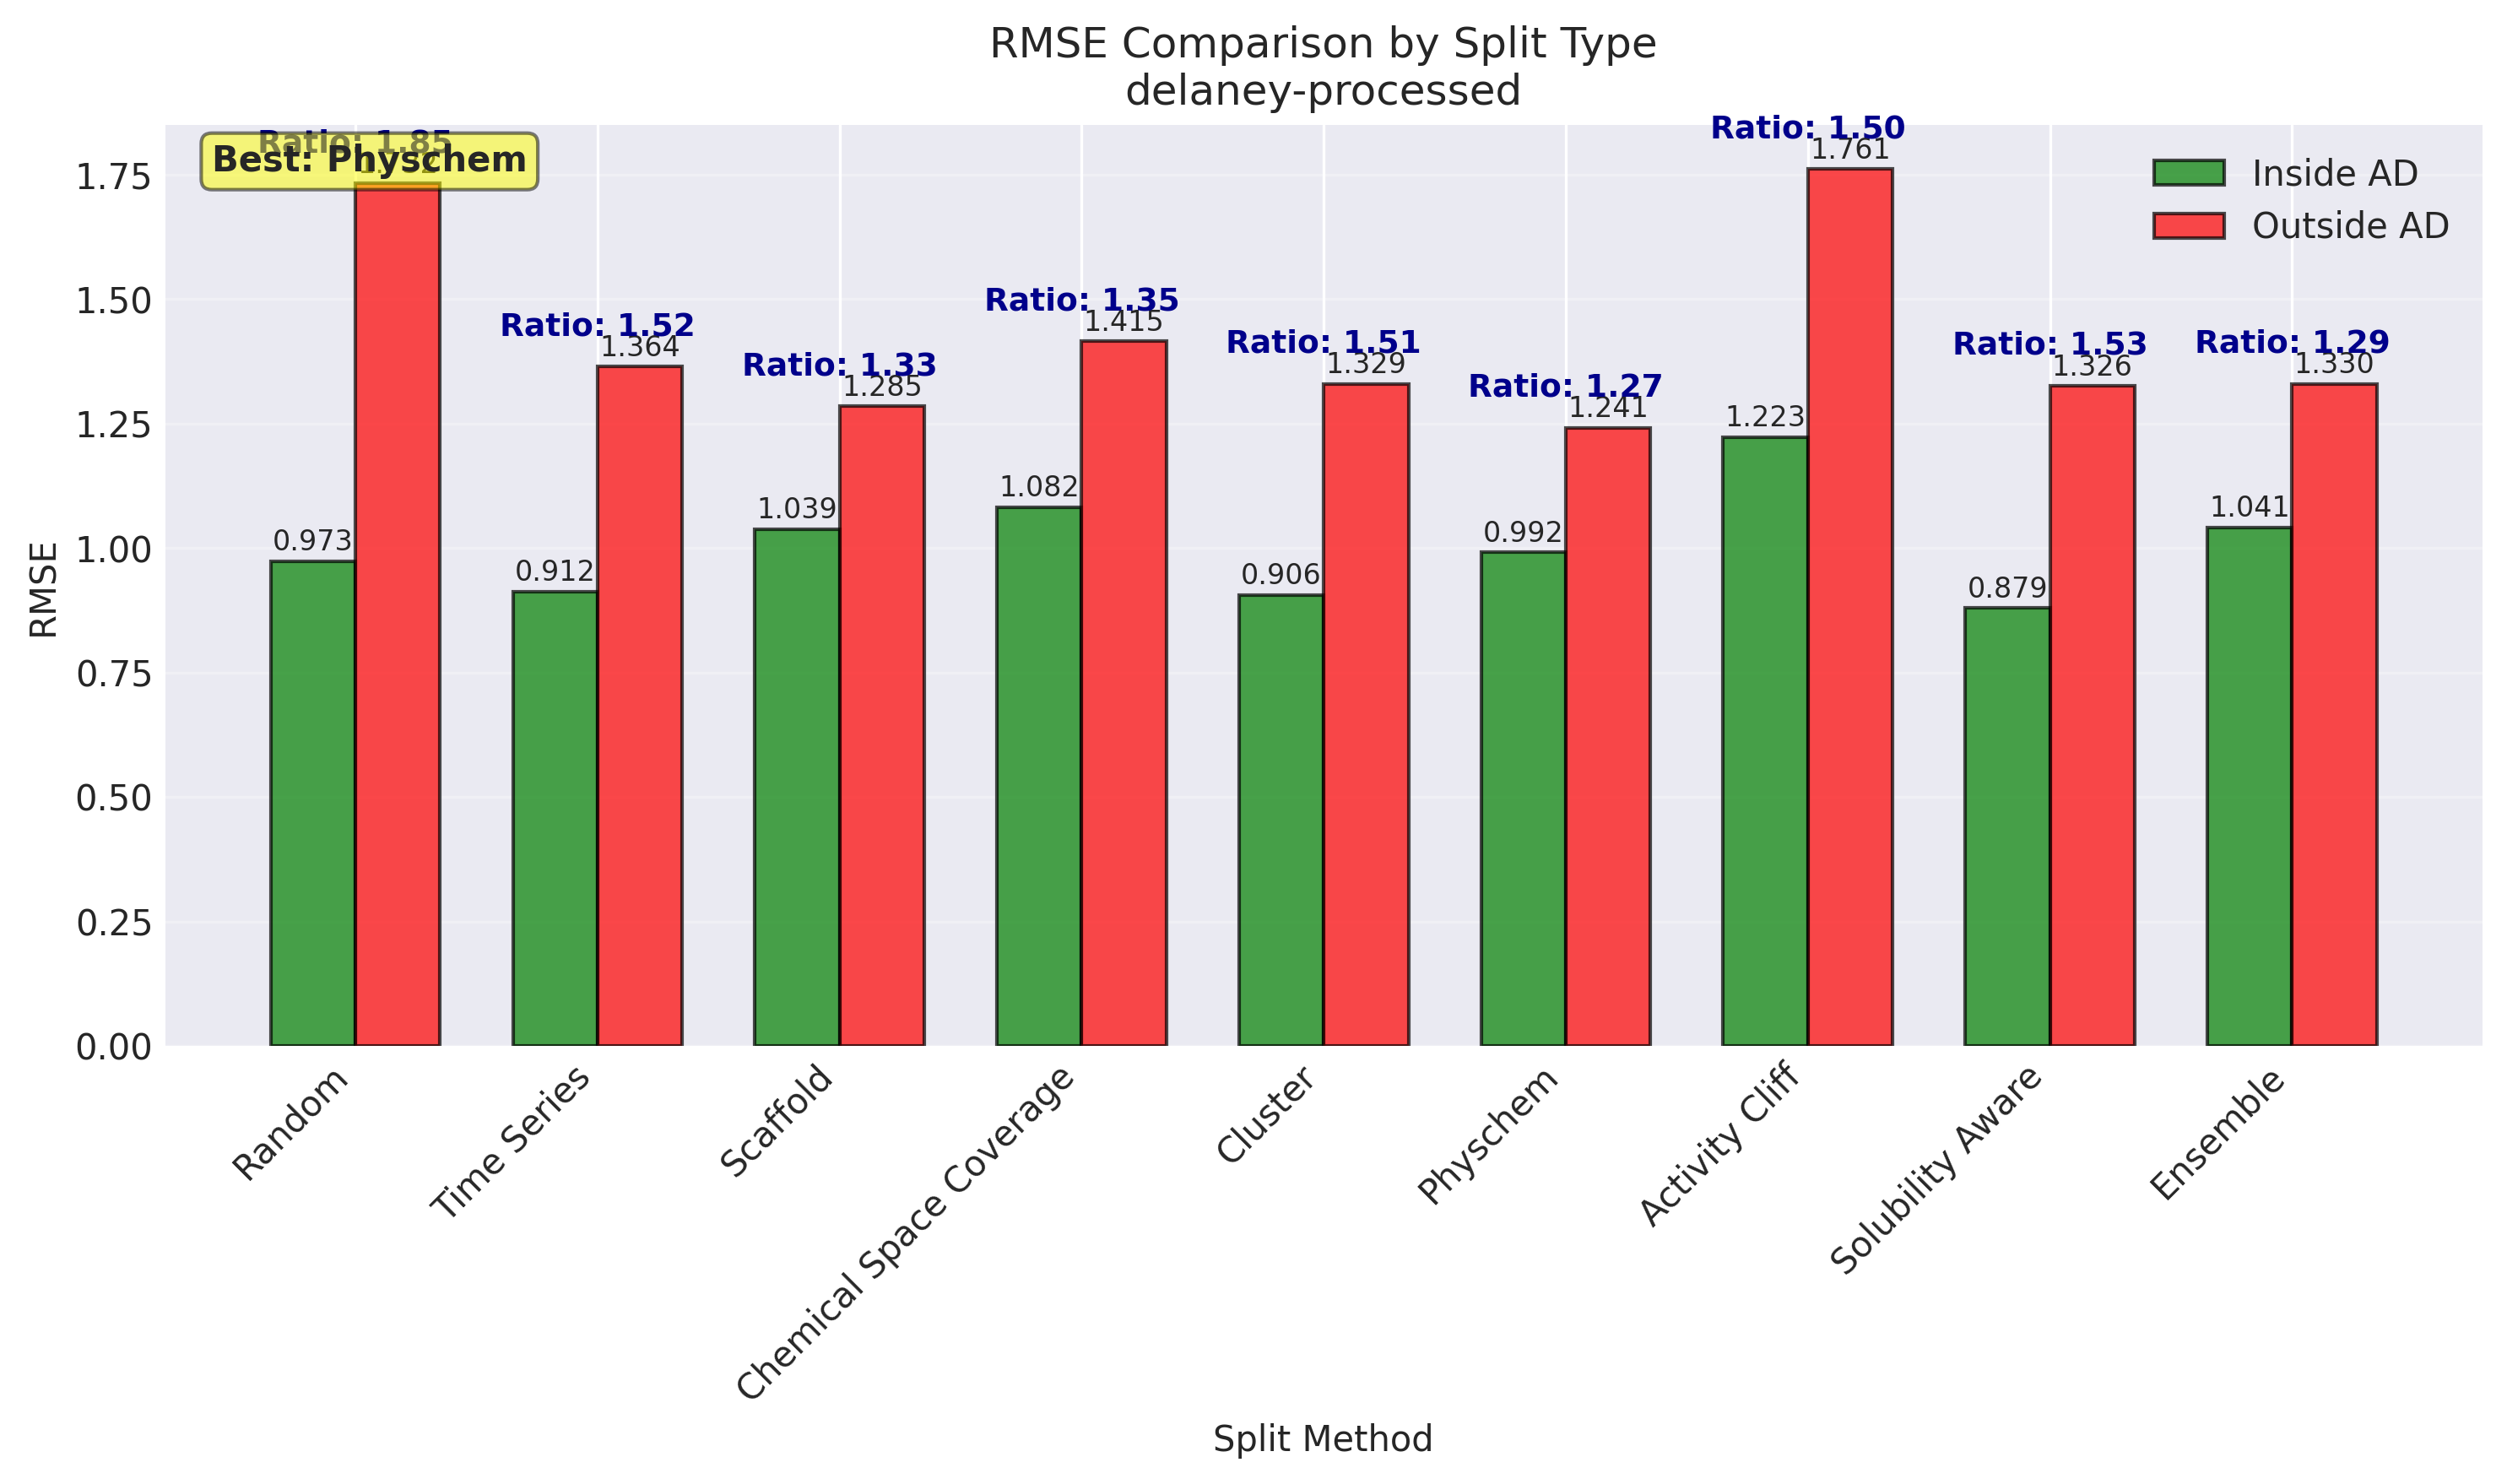 RMSE Comparison by Split Type
delaney-processed
Ratio: 1.85
Best: Physchem
Ratio: 1.50
1.761
Inside AD
Outside AD
Ratio: 1.52
1.364
Ratio: 1.33
1.285
Ratio: 1.35
1.415
Ratio: 1.51
1.329
Ratio: 1.27
1.241
Ratio: 1.53
1.326
Ratio: 1.29
1.330
0.973
0.912
1.039
1.082
0.906
0.992
1.223
0.879
1.041
1.75
1.50
1.25
1.00
0.75
0.50
0.25
0.00
RMSE
Random
Time Series
Scaffold
Chemical Space Coverage
Cluster
Physchem
Activity Cliff
Solubility Aware
Ensemble
Split Method